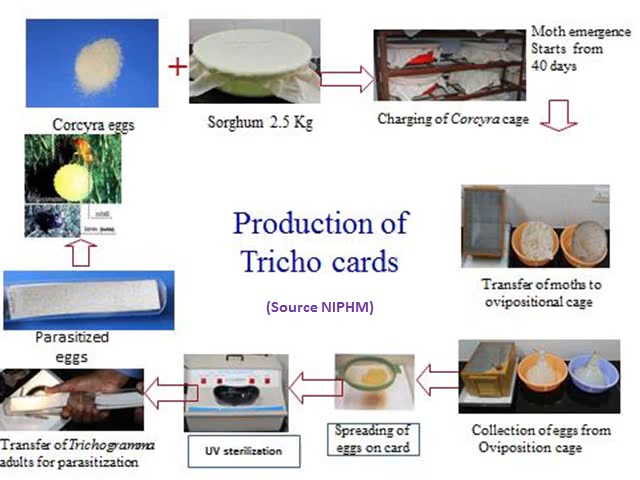 Moth emergence
Starts from
40 days
Corcyra eggs
+
Sorghum 2.5 Kg
Charging of Corcyra cage
Production of
Tricho cards
(Source NIPHM)
Transfer of moths to
ovipositional cage
Parasitized
eggs
Collection of eggs from
Oviposition cage
Spreading of
eggs on card
UV sterilization
Transfer of Trichogramma
adults for parasitization